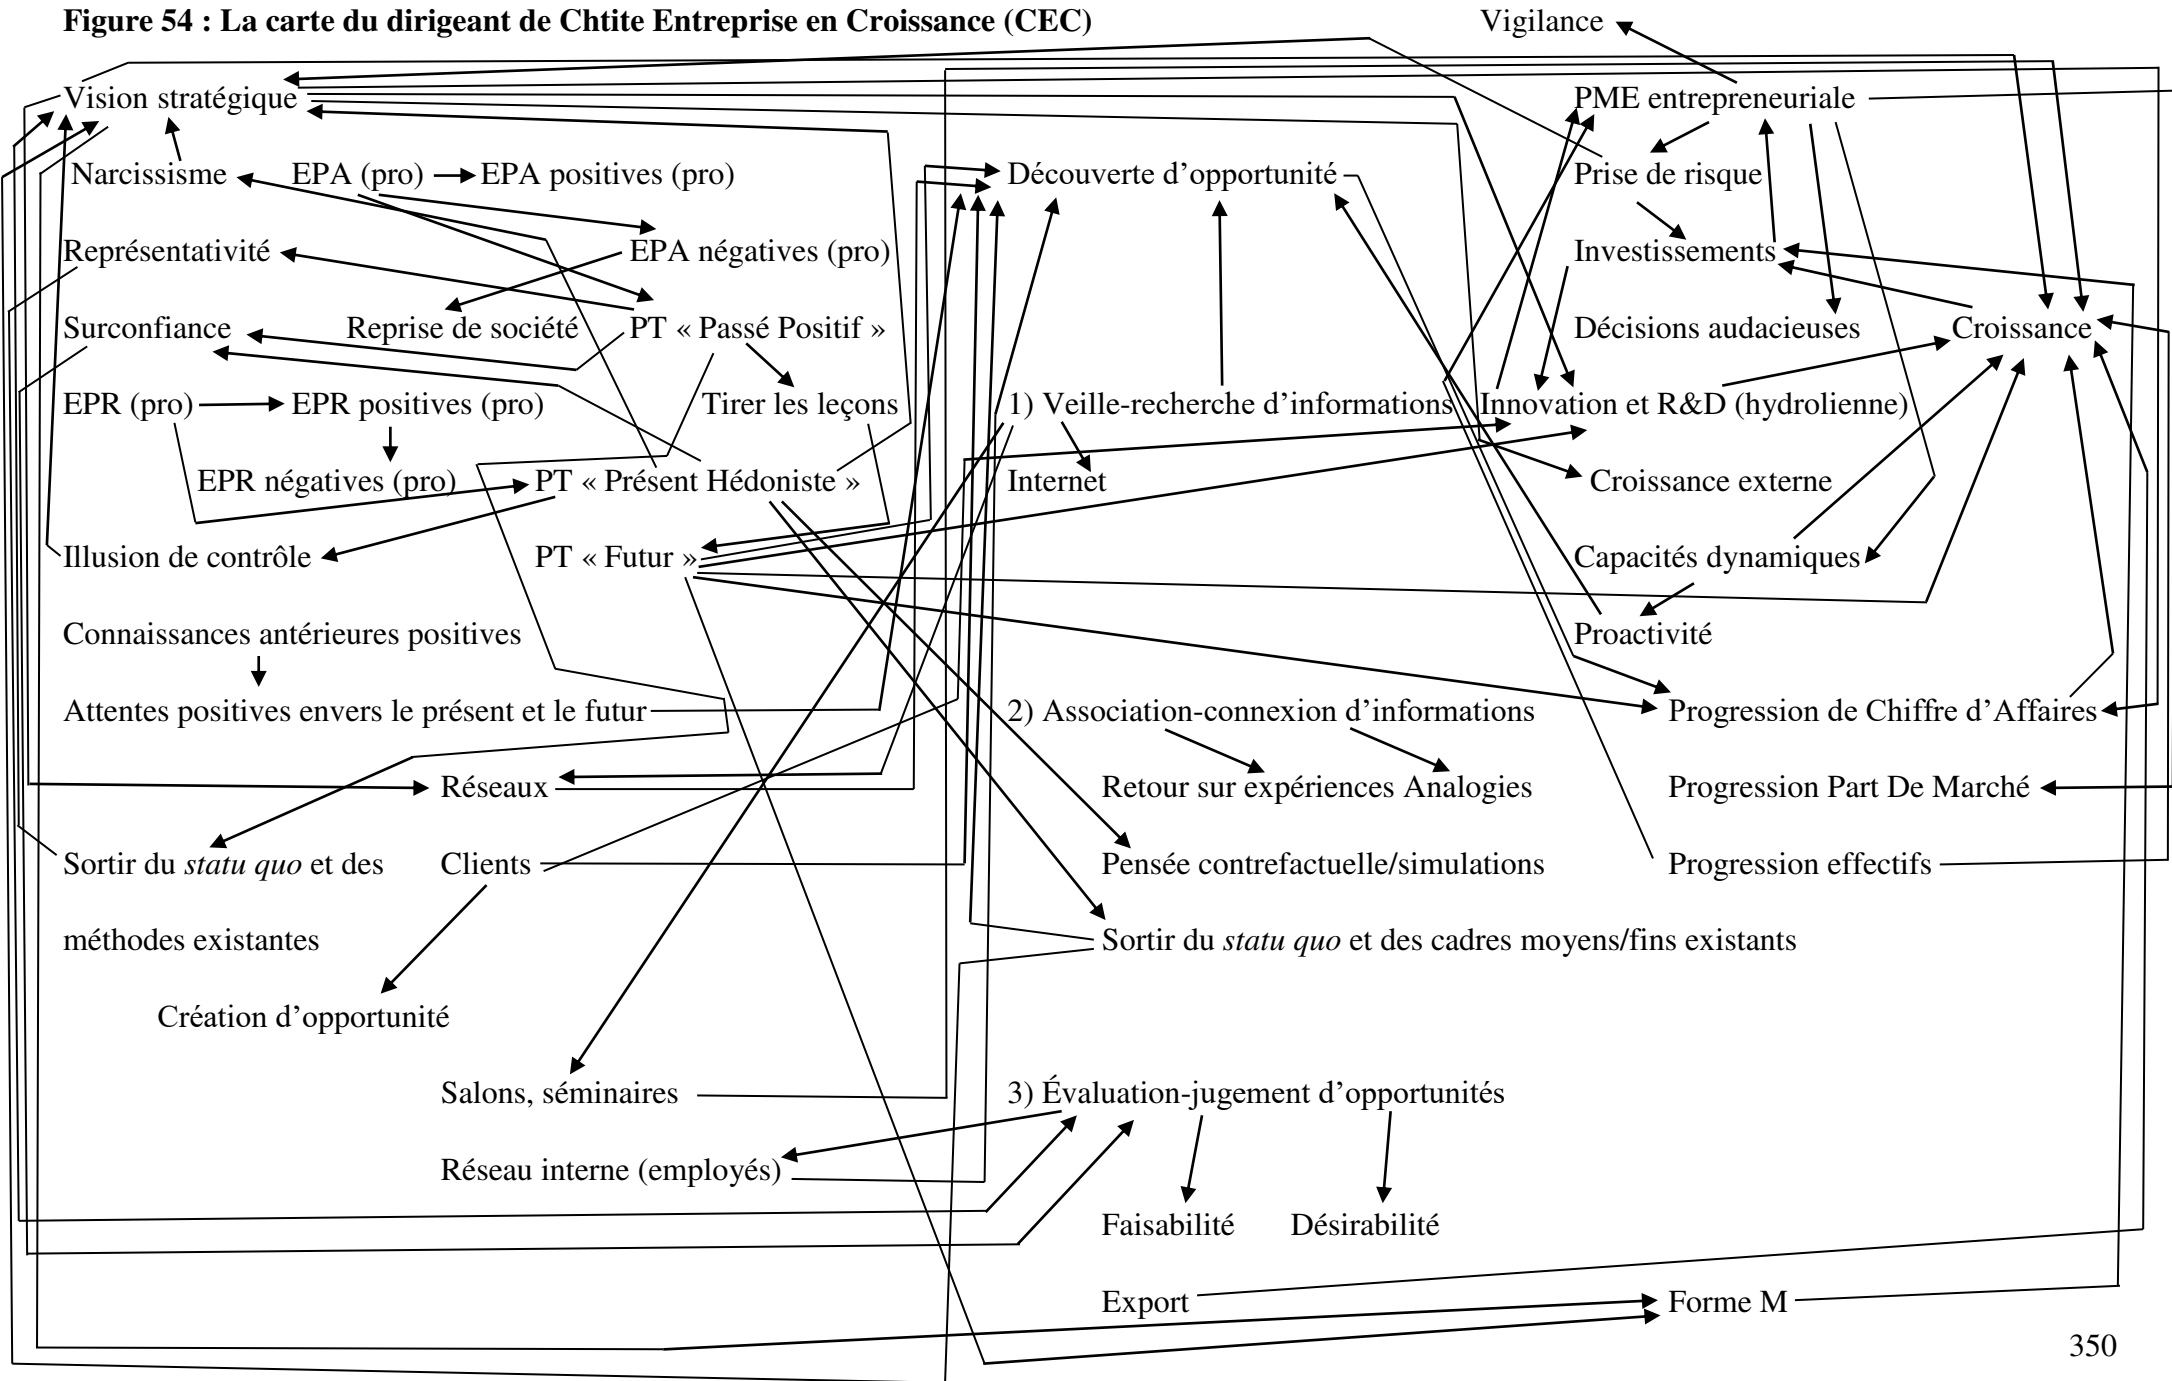 Figure 54 : La carte du dirigeant de Chtite Entreprise en Croissance (CEC)
Vigilance
Vision stratégique
PME entrepreneuriale
Narcissisme
EPA (pro)
EPA positives (pro)
Découverte d’opportunité
Prise de risque
Représentativité
EPA négatives (pro)
Investissements
Surconfiance
Reprise de société
PT « Passé Positif »
Décisions audacieuses
Croissance
EPR (pro)
EPR positives (pro)
Tirer les leçons
1) Veille-recherche d’informations
Innovation et R&D (hydrolienne)
EPR négatives (pro)
PT « Présent Hédoniste »
Internet
Croissance externe
Illusion de contrôle
PT « Futur »
Capacités dynamiques
Connaissances antérieures positives
Proactivité
Attentes positives envers le présent et le futur
2) Association-connexion d’informations
Progression de Chiffre d’Affaires
Réseaux
Retour sur expériences Analogies
Progression Part De Marché
Sortir du statu quo et des
Clients
Pensée contrefactuelle/simulations
Progression effectifs
méthodes existantes
Sortir du statu quo et des cadres moyens/fins existants
Création d’opportunité
Salons, séminaires
3) Évaluation-jugement d’opportunités
Réseau interne (employés)
Faisabilité
Désirabilité
Export
Forme M
350